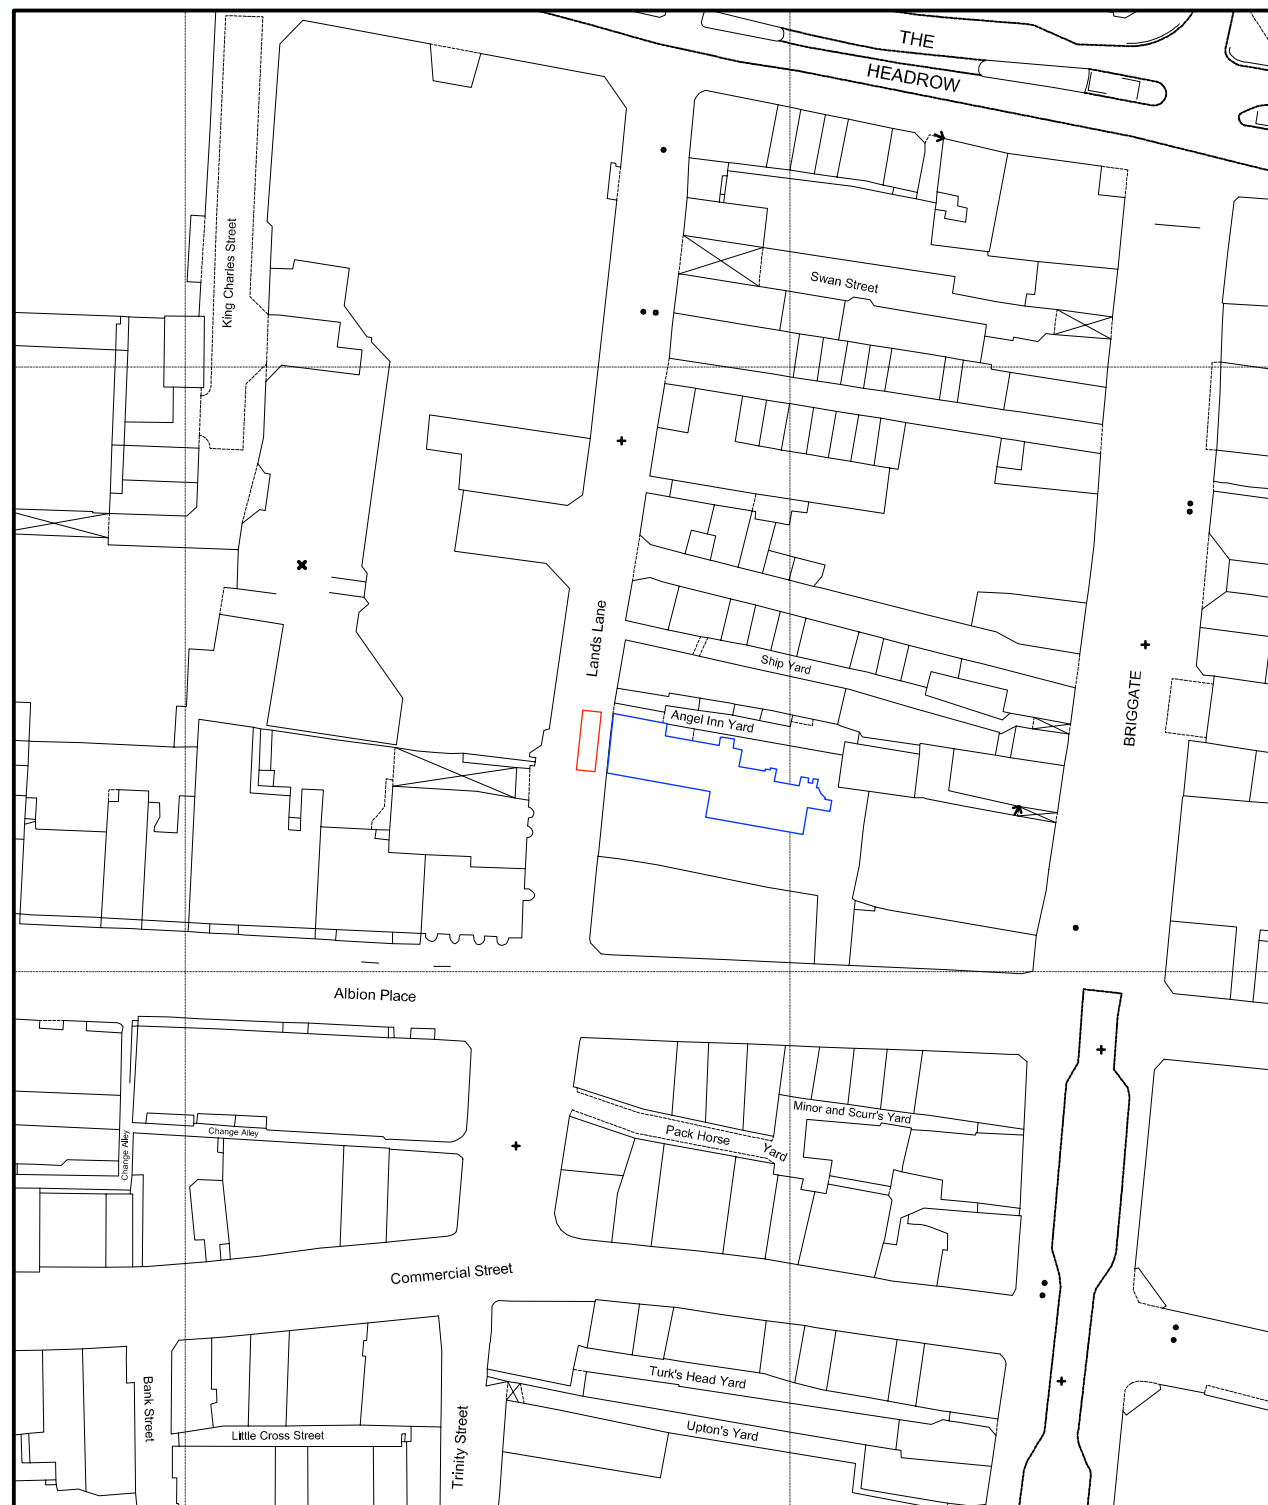 THE
HEADROW
King Charles Street
Swan Street
Lands Lane
Ship Yard
BRIGGATE
Angel Inn Yard
Albion Place
Minor and Scurr's Yard
Change Alley
Change Alley
Pack Horse
Yard
Commercial Street
Turk's Head Yard
Bank Street
Trinity Street
Upton's Yard
Little Cross Street